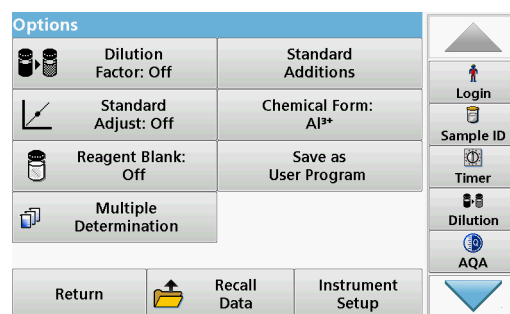 Options
Dilution
Factor: Off
Standard
Additions
Standard
Adjust: Off
Chemical Form:
Al³⁺
Reagent Blank:
Off
Save as
User Program
Multiple
Determination
Return
Recall
Data
Instrument
Setup
Login
Sample ID
Timer
Dilution
AQA